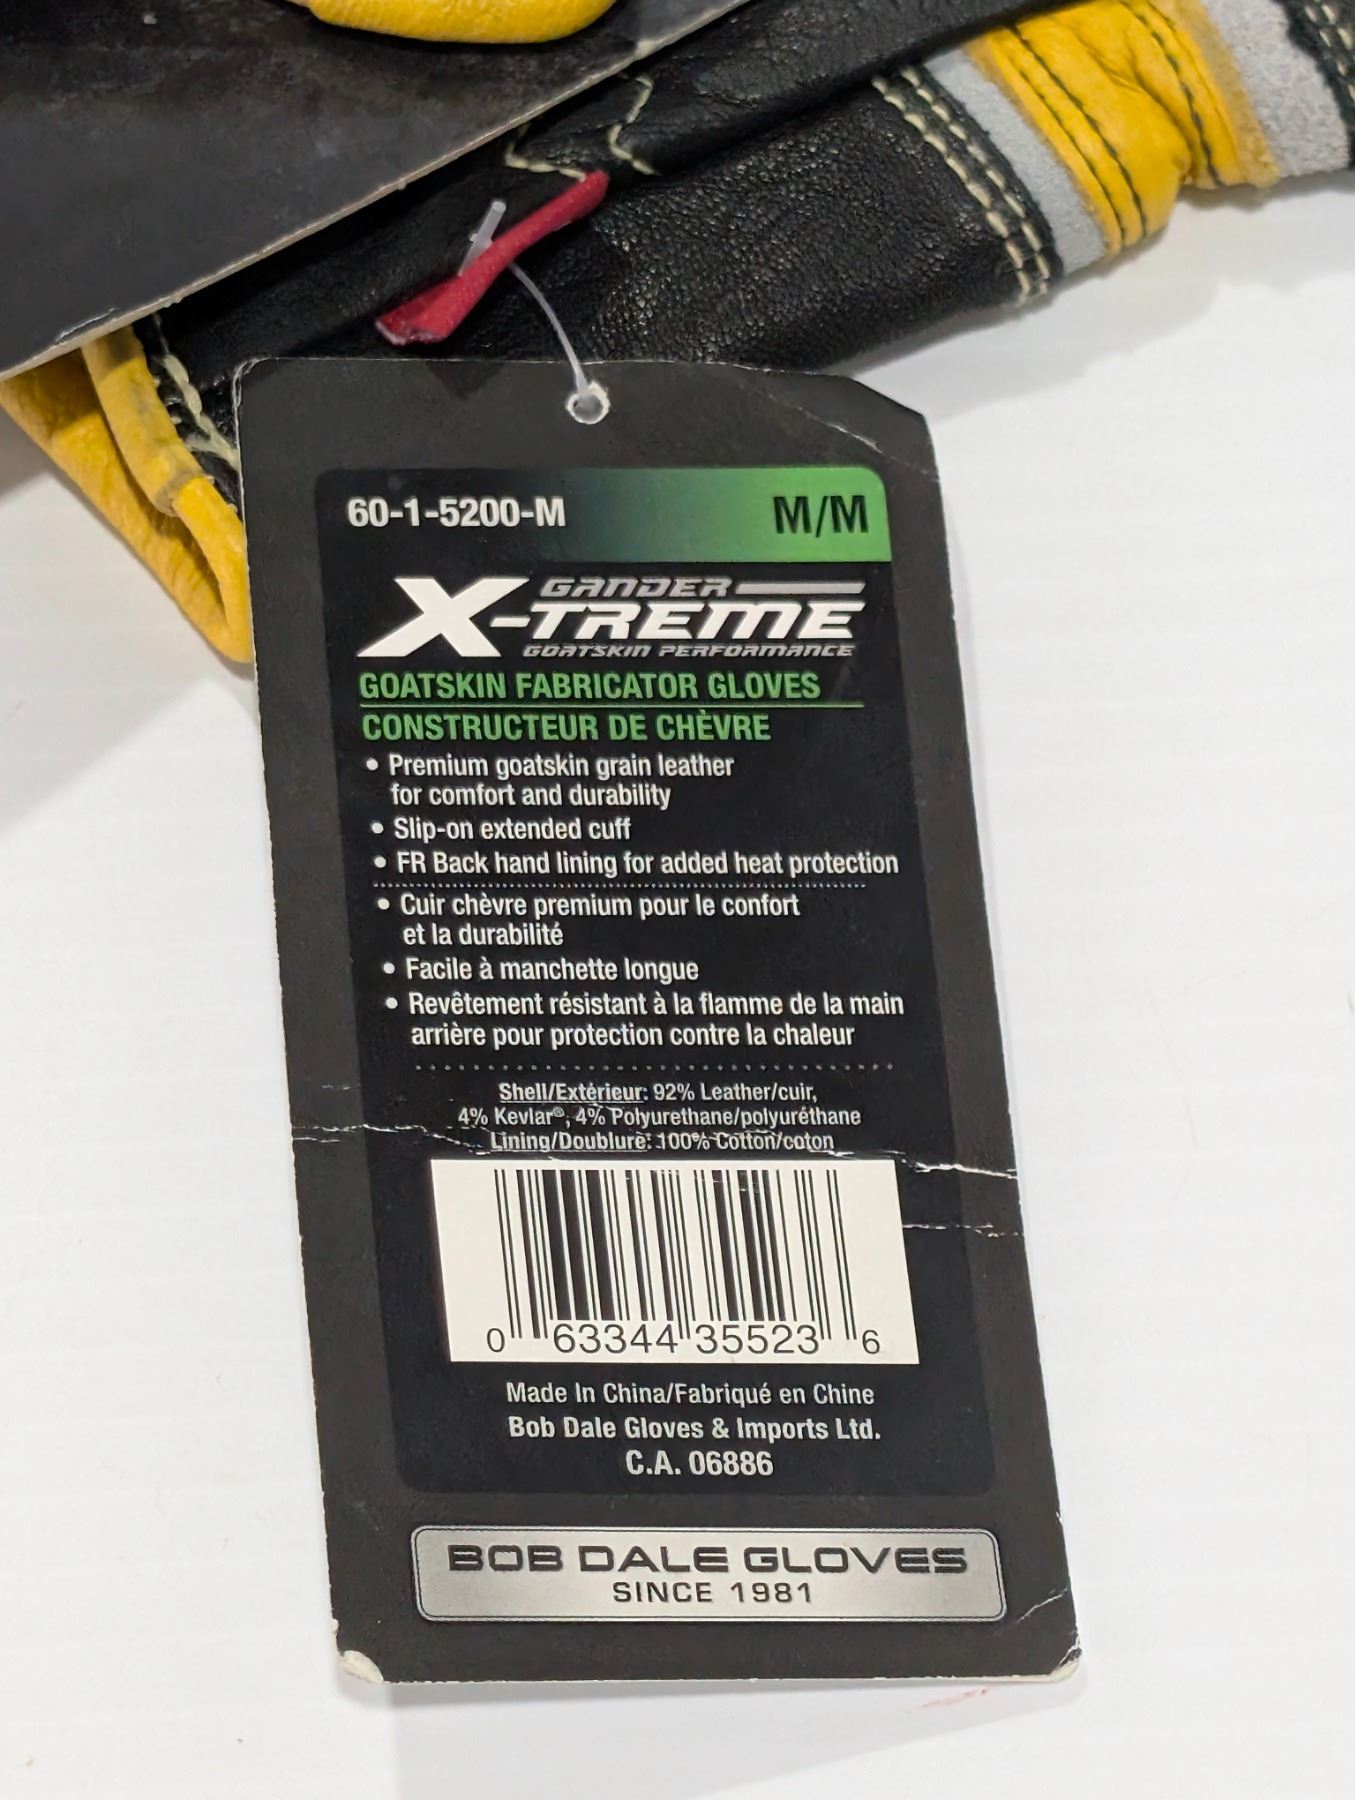 60-1-5200-M M/M
GANDER
X-TREME
GOATSKIN PERFORMANCE
GOATSKIN FABRICATOR GLOVES
CONSTRUCTEUR DE CHÈVRE
• Premium goatskin grain leather
for comfort and durability
• Slip-on extended cuff
• FR Back hand lining for added heat protection
• Cuir chèvre premium pour le confort
et la durabilité
• Facile à manchette longue
• Revêtement résistant à la flamme de la main
arrière pour protection contre la chaleur
Shell/Extérieur: 92% Leather/cuir,
4% Kevlar®, 4% Polyurethane/polyuréthane
Lining/Doublure: 100% Cotton/coton
0 63344 35523 6
Made In China/Fabriqué en Chine
Bob Dale Gloves & Imports Ltd.
C.A. 06886
BOB DALE GLOVES
SINCE 1981